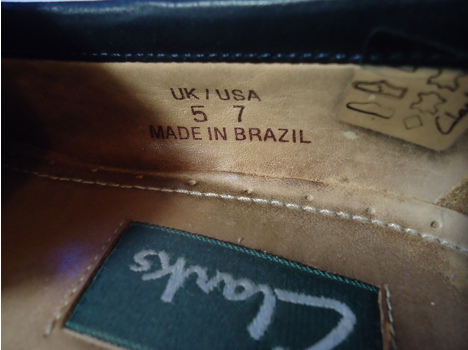 UK / USA
5 7
MADE IN BRAZIL
Clarks